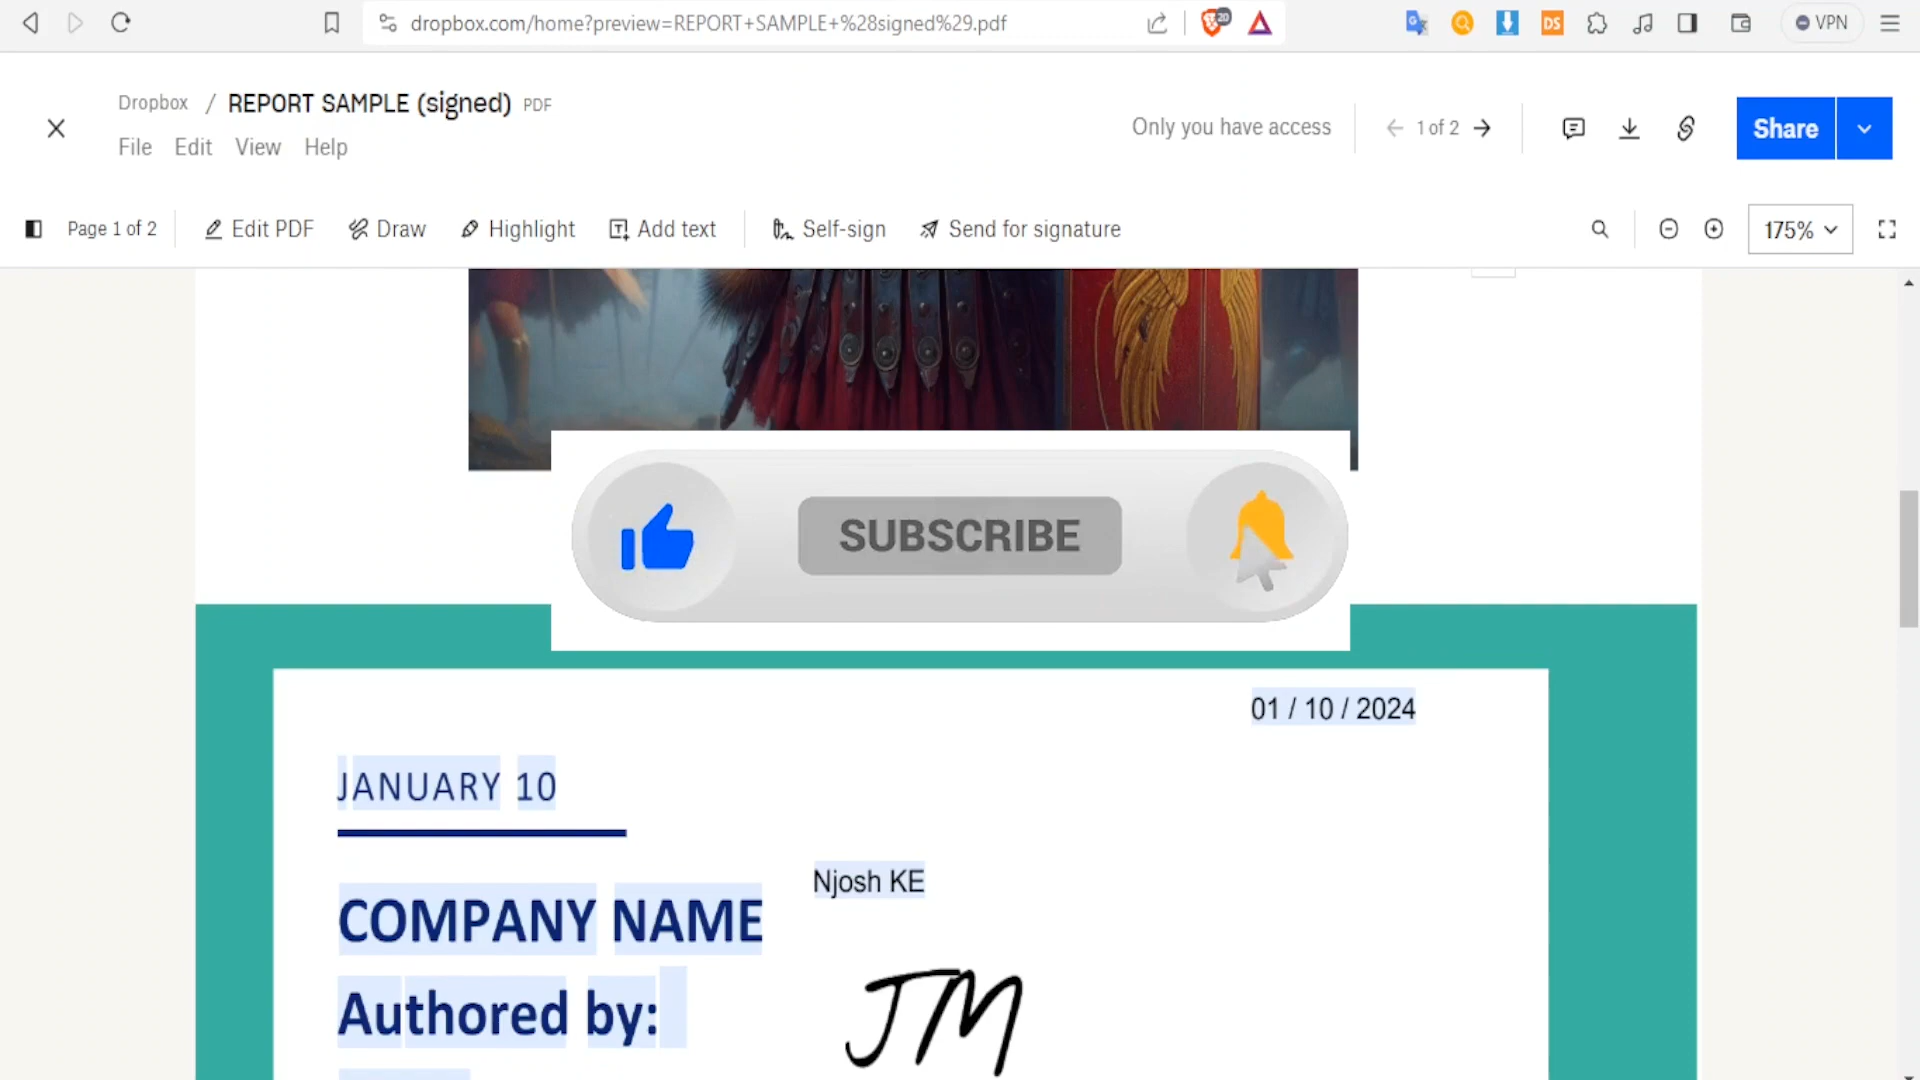 dropbox.com/home?preview=REPORT+SAMPLE+%28signed%29.pdf
20
DS
VPN
Dropbox / REPORT SAMPLE (signed) PDF
File Edit View Help
Only you have access
1 of 2
Share
Page 1 of 2
Edit PDF
Draw
Highlight
Add text
Self-sign
Send for signature
175%
SUBSCRIBE
01 / 10 / 2024
JANUARY 10
Njosh KE
COMPANY NAME
Authored by:
JM